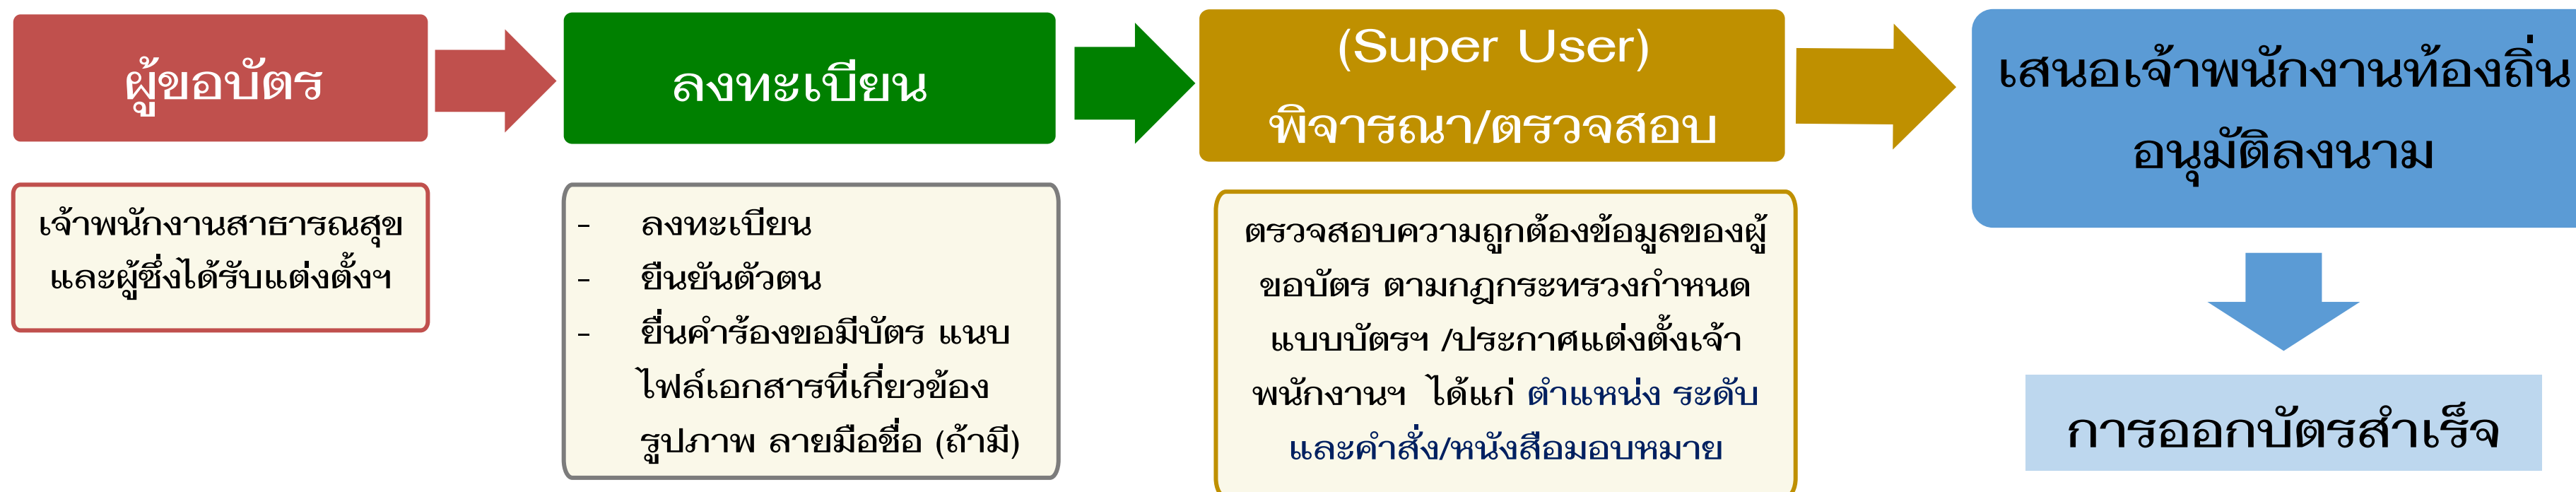 ผู้ขอบัตร
เจ้าพนักงานสาธารณสุข
และผู้ซึ่งได้รับแต่งตั้งฯ
ลงทะเบียน
- ลงทะเบียน
- ยืนยันตัวตน
- ยื่นคำร้องขอมีบัตร แนบ
ไฟล์เอกสารที่เกี่ยวข้อง
รูปภาพ ลายมือชื่อ (ถ้ามี)
(Super User)
พิจารณา/ตรวจสอบ
ตรวจสอบความถูกต้องข้อมูลของผู้
ขอบัตร ตามกฎกระทรวงกำหนด
แบบบัตรฯ /ประกาศแต่งตั้งเจ้า
พนักงานฯ ได้แก่ ตำแหน่ง ระดับ
และคำสั่ง/หนังสือมอบหมาย
เสนอเจ้าพนักงานท้องถิ่น
อนุมัติลงนาม
การออกบัตรสำเร็จ